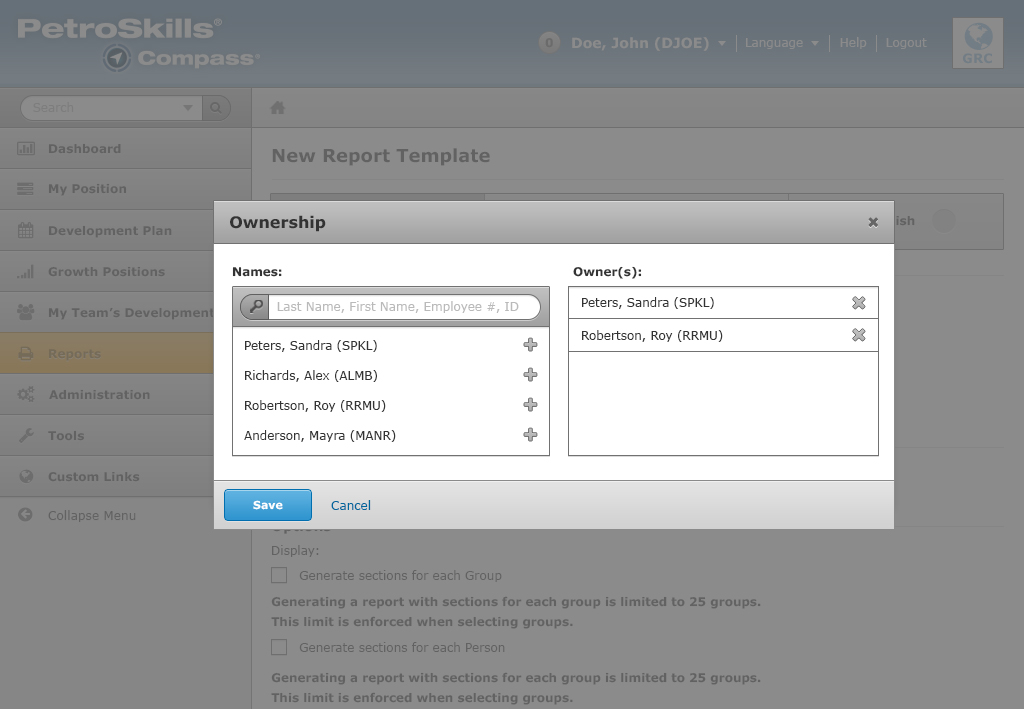 PetroSkills®
Compass
0 Doe, John (DJOE) Language Help Logout
GRC
Search
Dashboard
My Position
Development Plan
Growth Positions
My Team's Development
Reports
Administration
Tools
Custom Links
Collapse Menu
New Report Template
ish
Ownership
Names:
Last Name, First Name, Employee #, ID
Peters, Sandra (SPKL)
Richards, Alex (ALMB)
Robertson, Roy (RRMU)
Anderson, Mayra (MANR)
Owner(s):
Peters, Sandra (SPKL)
Robertson, Roy (RRMU)
Save Cancel
Options
Display:
Generate sections for each Group
Generating a report with sections for each group is limited to 25 groups.
This limit is enforced when selecting groups.
Generate sections for each Person
Generating a report with sections for each group is limited to 25 groups.
This limit is enforced when selecting groups.